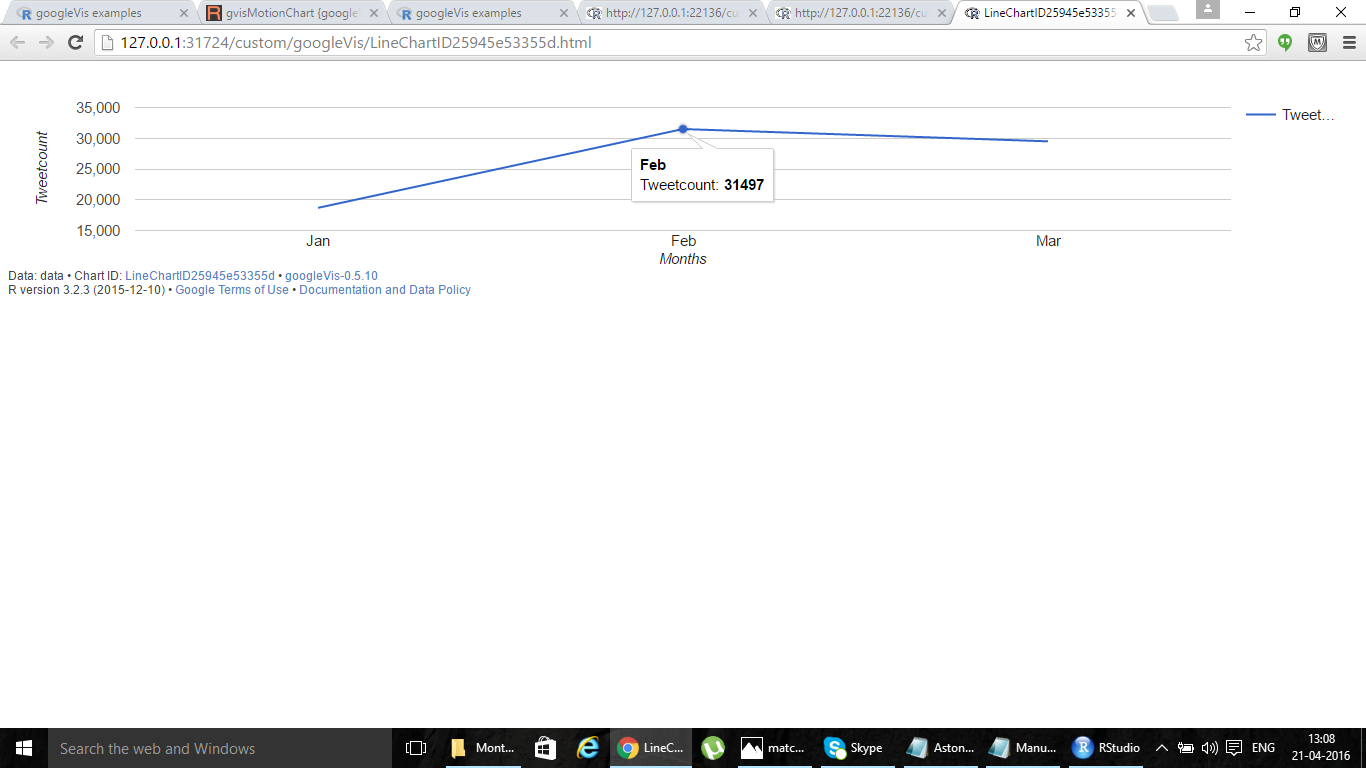 googleVis examples
gvisMotionChart {google
googleVis examples
http://127.0.0.1:22136/cu
http://127.0.0.1:22136/cu
LineChartID25945e53355
127.0.0.1:31724/custom/googleVis/LineChartID25945e53355d.html
35,000
30,000
25,000
20,000
15,000
Tweetcount
Tweet...
Feb
Tweetcount: 31497
Jan
Feb
Mar
Months
Data: data • Chart ID: LineChartID25945e53355d • googleVis-0.5.10
R version 3.2.3 (2015-12-10) • Google Terms of Use • Documentation and Data Policy
Search the web and Windows
Mont...
LineC...
matc...
Skype
Aston...
Manu...
RStudio
ENG
13:08
21-04-2016